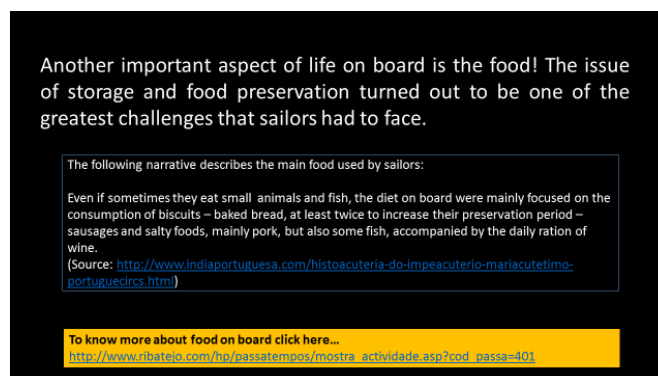 Another important aspect of life on board is the food! The issue
of storage and food preservation turned out to be one of the
greatest challenges that sailors had to face.
The following narrative describes the main food used by sailors:
Even if sometimes they eat small animals and fish, the diet on board were mainly focused on the
consumption of biscuits – baked bread, at least twice to increase their preservation period –
sausages and salty foods, mainly pork, but also some fish, accompanied by the daily ration of
wine.
(Source: http://www.indiaportuguesa.com/histoacuteria-do-impeacuterio-mariacutetimo-
portuguecircs.html)
To know more about food on board click here...
http://www.ribatejo.com/hp/passatempos/mostra_actividade.asp?cod_passa=401